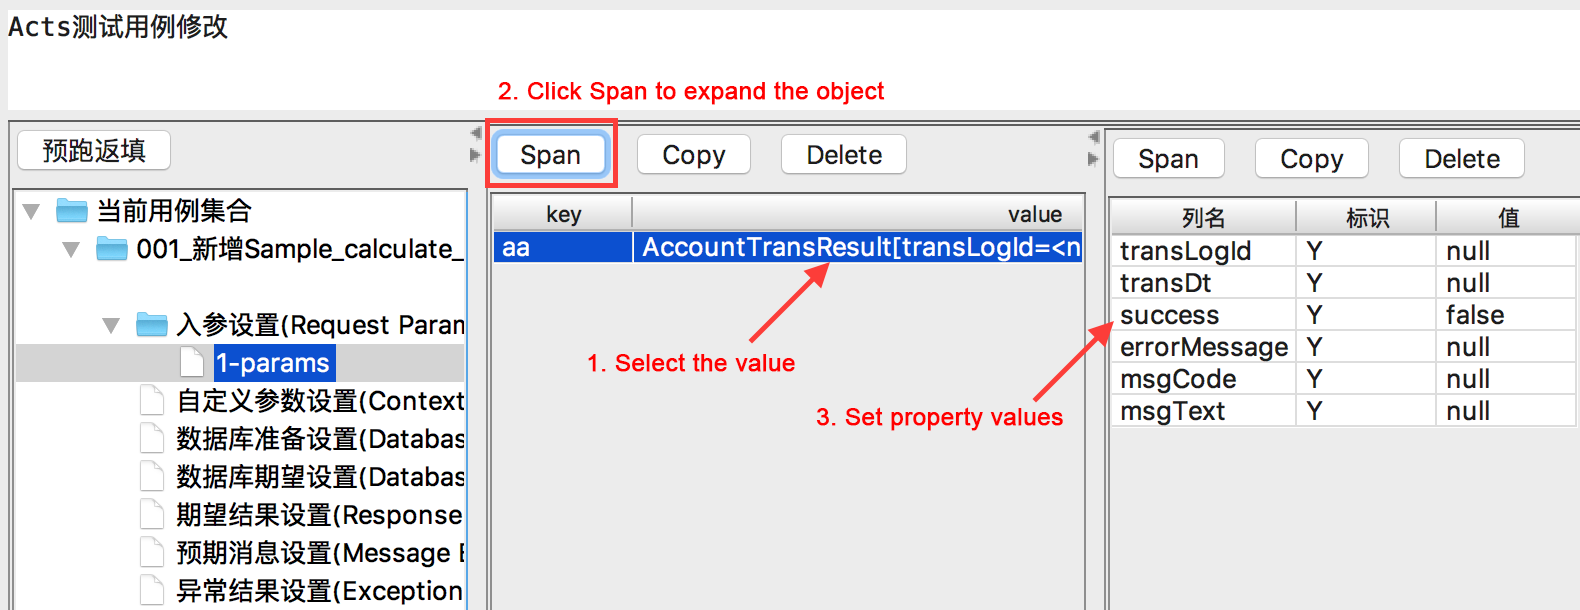 Acts测试用例修改
2. Click Span to expand the object
预跑返填
Span Copy Delete
Span Copy Delete
当前用例集合
001_新增Sample_calculate_
入参设置(Request Param
1-params
自定义参数设置(Context
数据库准备设置(Databas
数据库期望设置(Databas
期望结果设置(Response
预期消息设置(Message E
异常结果设置(Exception
key value
aa AccountTransResult[transLogId=<n
1. Select the value
3. Set property values
列名 标识 值
transLogId Y null
transDt Y null
success Y false
errorMessage Y null
msgCode Y null
msgText Y null